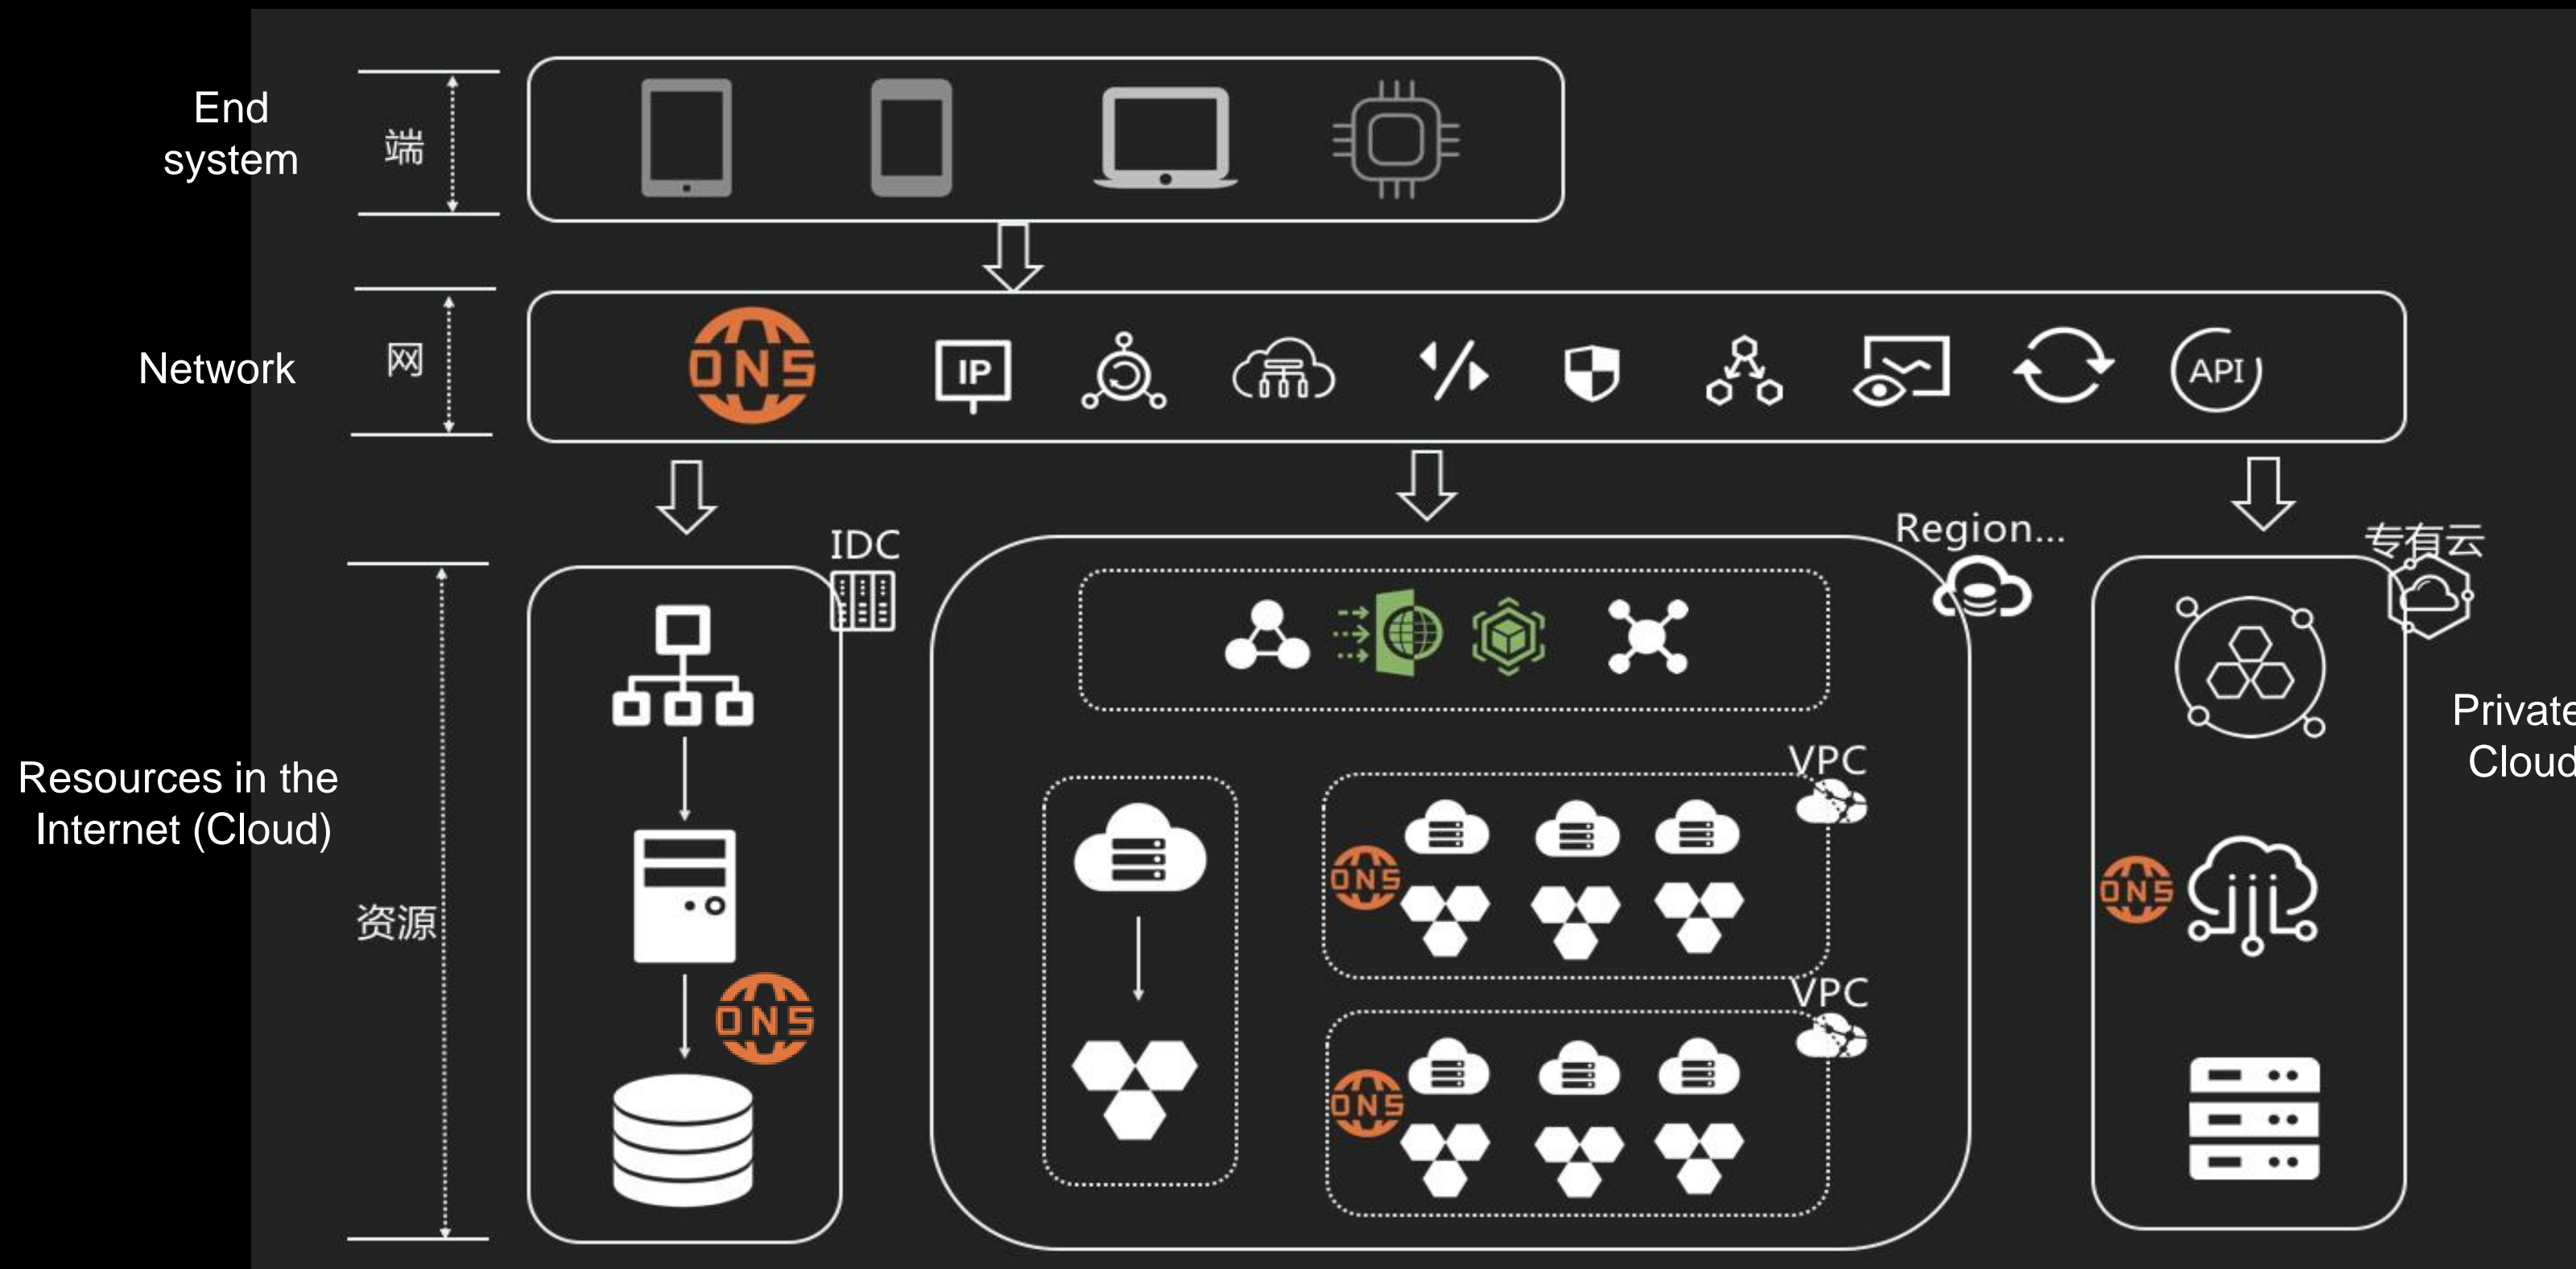 End
system
端
Network
网
DNS
IP
API
IDC
Region...
专有云
Resources in the
Internet (Cloud)
资源
Private
Cloud
VPC
DNS
DNS
DNS
VPC
DNS